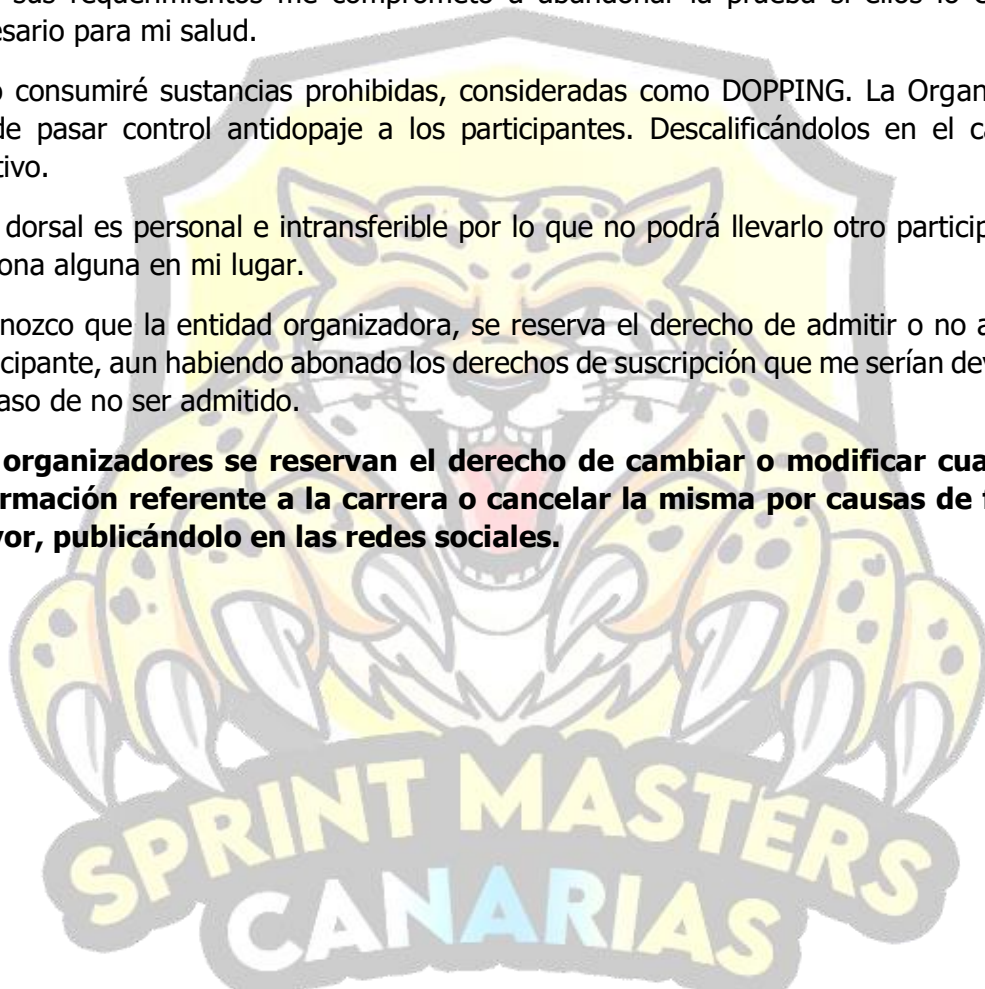 sus requerimientos me comprometo a abandonar la prueba si ellos lo
esario para mi salud.
consumiré sustancias prohibidas, consideradas como DOPPING. La Organ
de pasar control antidopaje a los participantes. Descalificándolos en el ca
tivo.
dorsal es personal e intransferible por lo que no podrá llevarlo otro particip
ona alguna en mi lugar.
nozco que la entidad organizadora, se reserva el derecho de admitir o no a
cipante, aun habiendo abonado los derechos de suscripción que me serían dev
aso de no ser admitido.
organizadores se reservan el derecho de cambiar o modificar cua
rmación referente a la carrera o cancelar la misma por causas de f
or, publicándolo en las redes sociales.
SPRINT MASTERS
CANARIAS